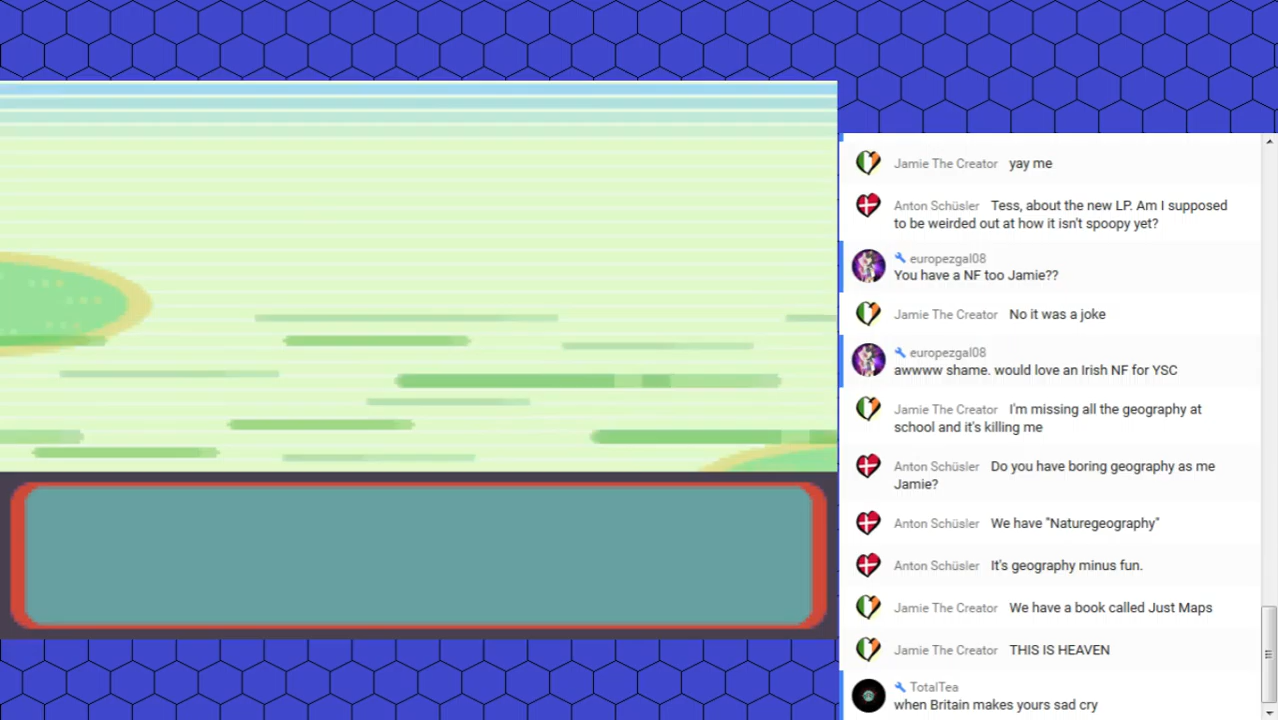 Jamie The Creator yay me
Anton Schüsler Tess, about the new LP. Am I supposed
to be weirded out at how it isn't spoopy yet?
europezgal08
You have a NF too Jamie??
Jamie The Creator No it was a joke
europezgal08
awwww shame. would love an Irish NF for YSC
Jamie The Creator I'm missing all the geography at
school and it's killing me
Anton Schüsler Do you have boring geography as me
Jamie?
Anton Schüsler We have "Naturegeography"
Anton Schüsler It's geography minus fun.
Jamie The Creator We have a book called Just Maps
Jamie The Creator THIS IS HEAVEN
TotalTea
when Britain makes yours sad cry